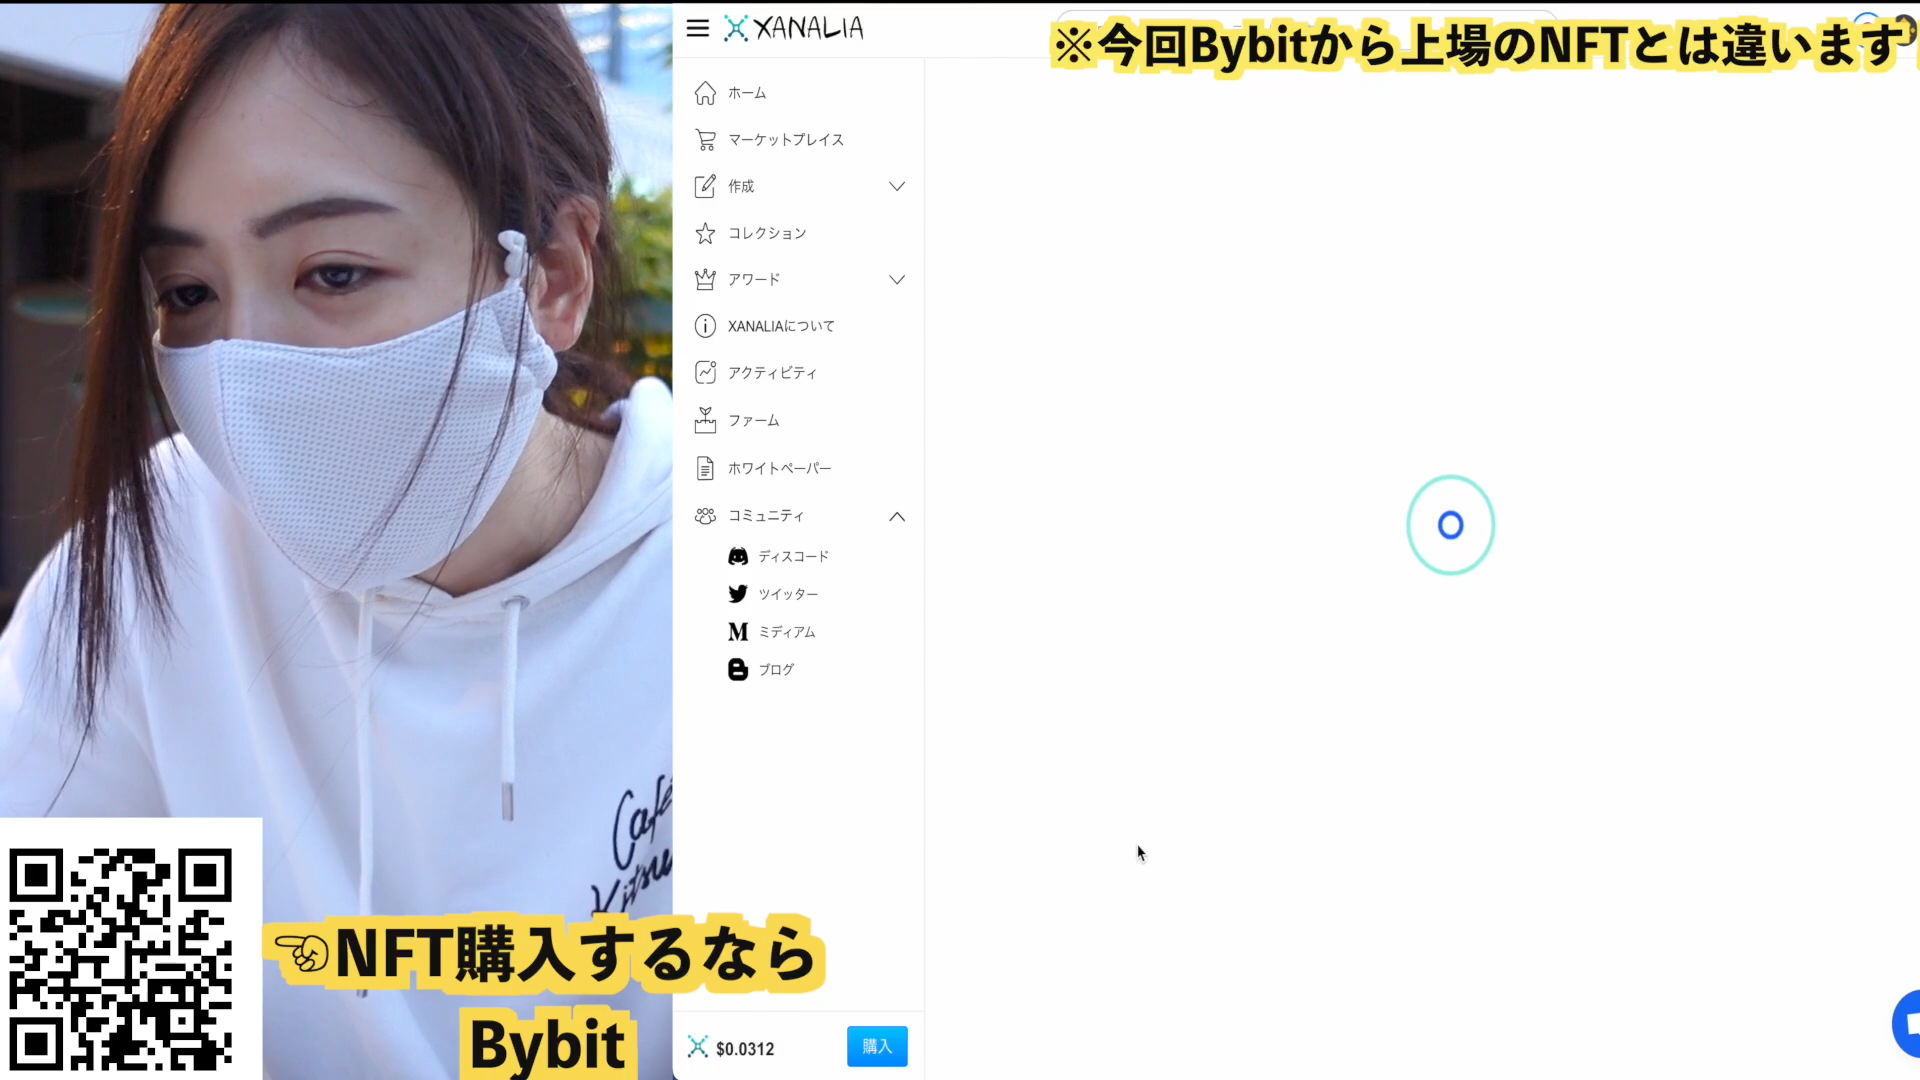 XANALIA
※今回Bybitから上場のNFTとは違います
ホーム
マーケットプレイス
作成
コレクション
アワード
XANALIAについて
アクティビティ
ファーム
ホワイトペーパー
コミュニティ
ディスコード
ツイッター
ミディアム
ブログ
Café
☜NFT購入するなら
Bybit
$0.0312
購入